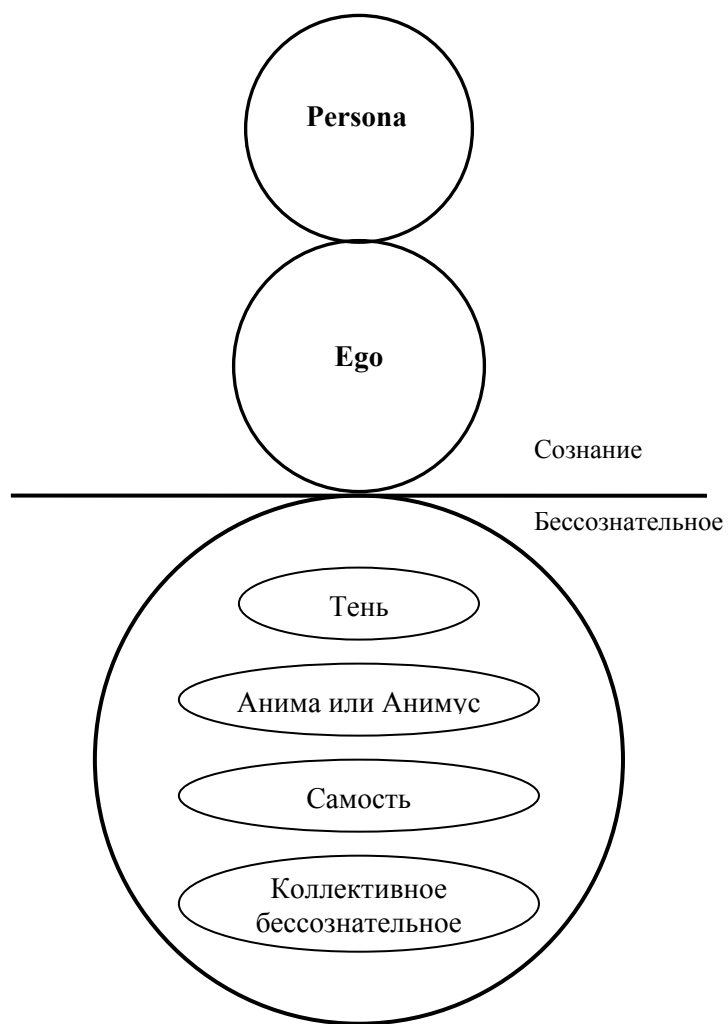 Persona
Ego
Сознание
Бессознательное
Тень
Анима или Анимус
Самость
Коллективное
бессознательное